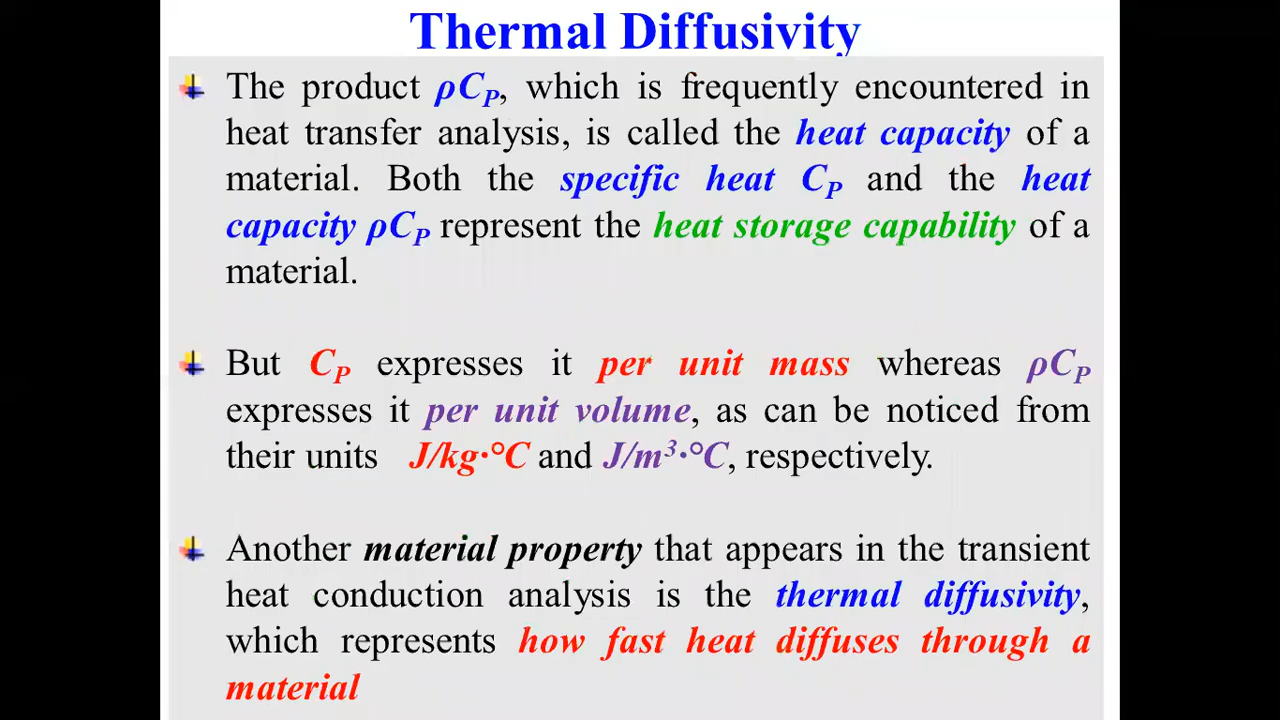 Thermal Diffusivity
The product ρCP, which is frequently encountered in
heat transfer analysis, is called the heat capacity of a
material. Both the specific heat CP and the heat
capacity ρCP represent the heat storage capability of a
material.
But CP expresses it per unit mass whereas ρCP
expresses it per unit volume, as can be noticed from
their units J/kg·°C and J/m³·°C, respectively.
Another material property that appears in the transient
heat conduction analysis is the thermal diffusivity,
which represents how fast heat diffuses through a
material